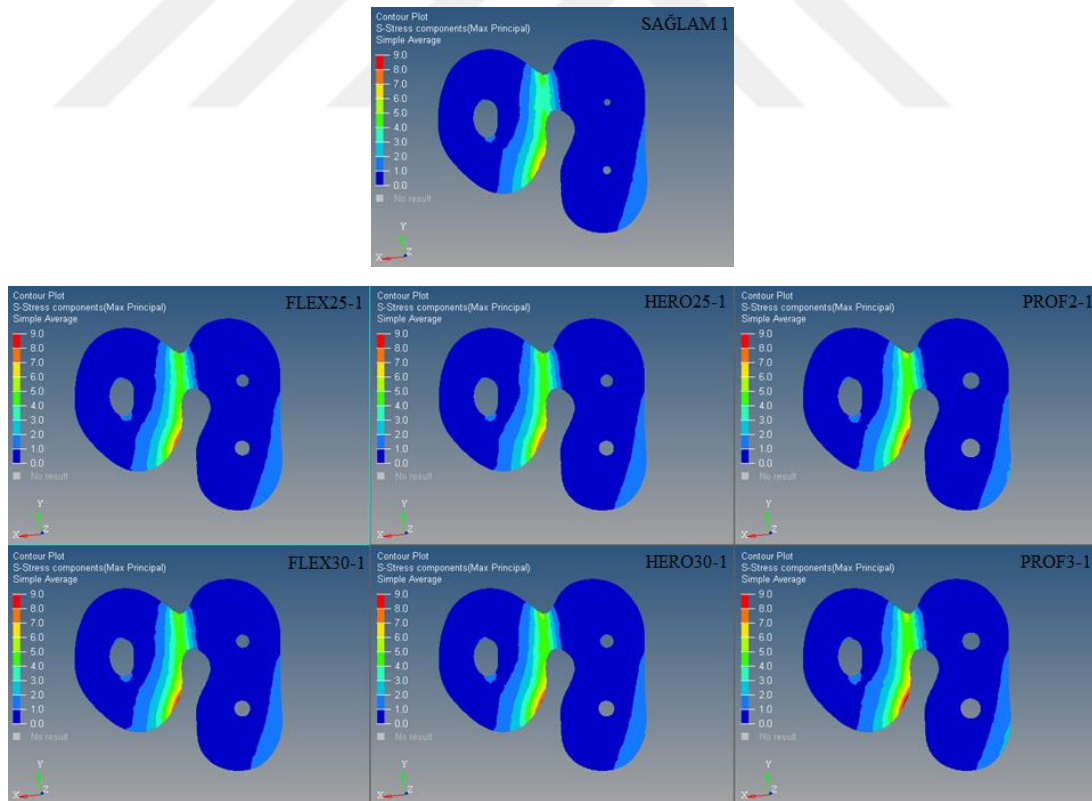 Contour Plot
S-Stress components(Max Principal)
Simple Average
SAĞLAM 1
9.0
8.0
7.0
6.0
5.0
4.0
3.0
2.0
1.0
0.0
No result
Y
X
Z
Contour Plot
S-Stress components(Max Principal)
Simple Average
FLEX25-1
9.0
8.0
7.0
6.0
5.0
4.0
3.0
2.0
1.0
0.0
No result
Y
X
Z
Contour Plot
S-Stress components(Max Principal)
Simple Average
HERO25-1
9.0
8.0
7.0
6.0
5.0
4.0
3.0
2.0
1.0
0.0
No result
Y
X
Z
Contour Plot
S-Stress components(Max Principal)
Simple Average
PROF2-1
9.0
8.0
7.0
6.0
5.0
4.0
3.0
2.0
1.0
0.0
No result
Y
X
Z
Contour Plot
S-Stress components(Max Principal)
Simple Average
FLEX30-1
9.0
8.0
7.0
6.0
5.0
4.0
3.0
2.0
1.0
0.0
No result
Y
X
Z
Contour Plot
S-Stress components(Max Principal)
Simple Average
HERO30-1
9.0
8.0
7.0
6.0
5.0
4.0
3.0
2.0
1.0
0.0
No result
Y
X
Z
Contour Plot
S-Stress components(Max Principal)
Simple Average
PROF3-1
9.0
8.0
7.0
6.0
5.0
4.0
3.0
2.0
1.0
0.0
No result
Y
X
Z